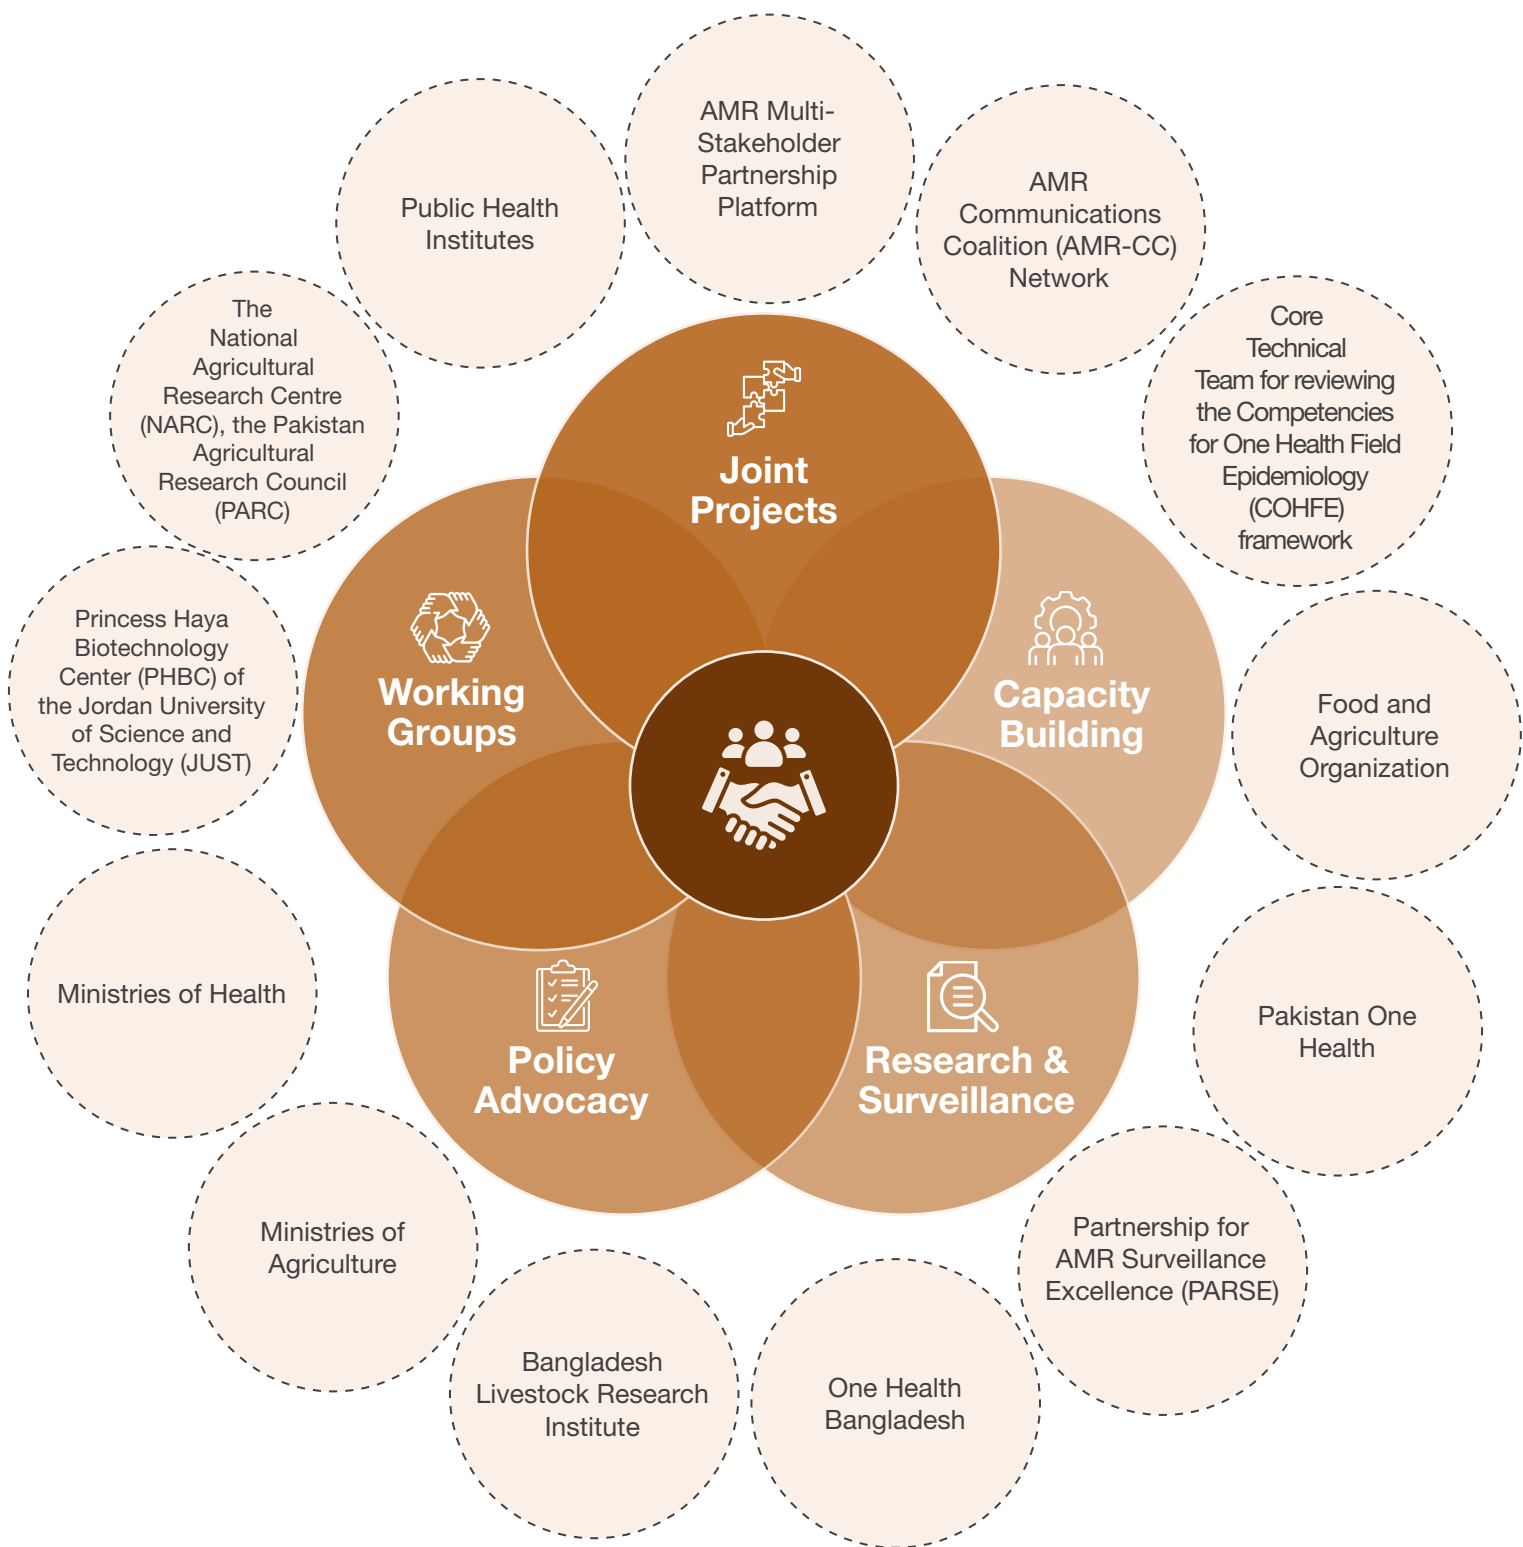 AMR Multi-
Stakeholder
Partnership
Platform
AMR
Communications
Coalition (AMR-CC)
Network
Core
Technical
Team for reviewing
the Competencies
for One Health Field
Epidemiology
(COHFE)
framework
Food and
Agriculture
Organization
Pakistan One
Health
Partnership for
AMR Surveillance
Excellence (PARSE)
One Health
Bangladesh
Bangladesh
Livestock Research
Institute
Ministries of
Agriculture
Ministries of Health
Princess Haya
Biotechnology
Center (PHBC) of
the Jordan University
of Science and
Technology (JUST)
The
National
Agricultural
Research Centre
(NARC), the Pakistan
Agricultural
Research Council
(PARC)
Public Health
Institutes
Joint
Projects
Capacity
Building
Research &
Surveillance
Policy
Advocacy
Working
Groups